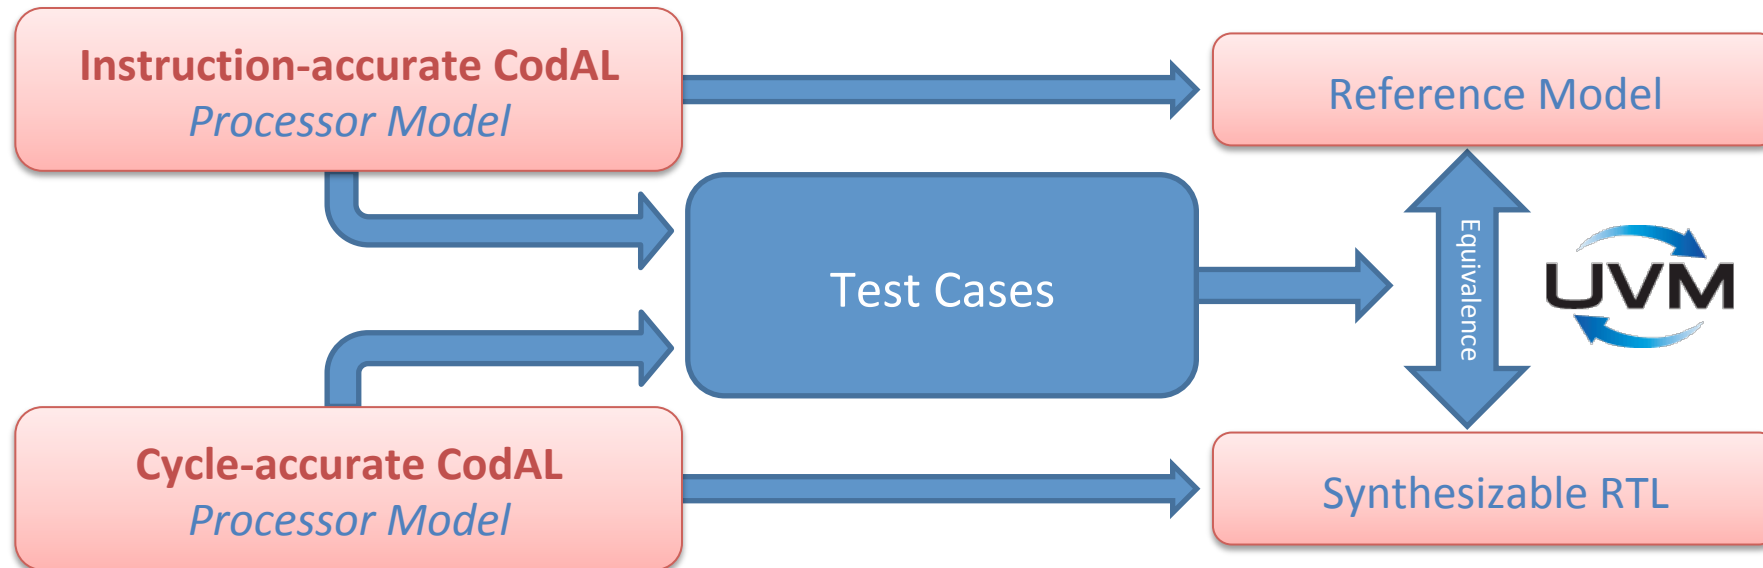 Instruction-accurate CodAL
Processor Model
Reference Model
Test Cases
Equivalence
UVM
Cycle-accurate CodAL
Processor Model
Synthesizable RTL